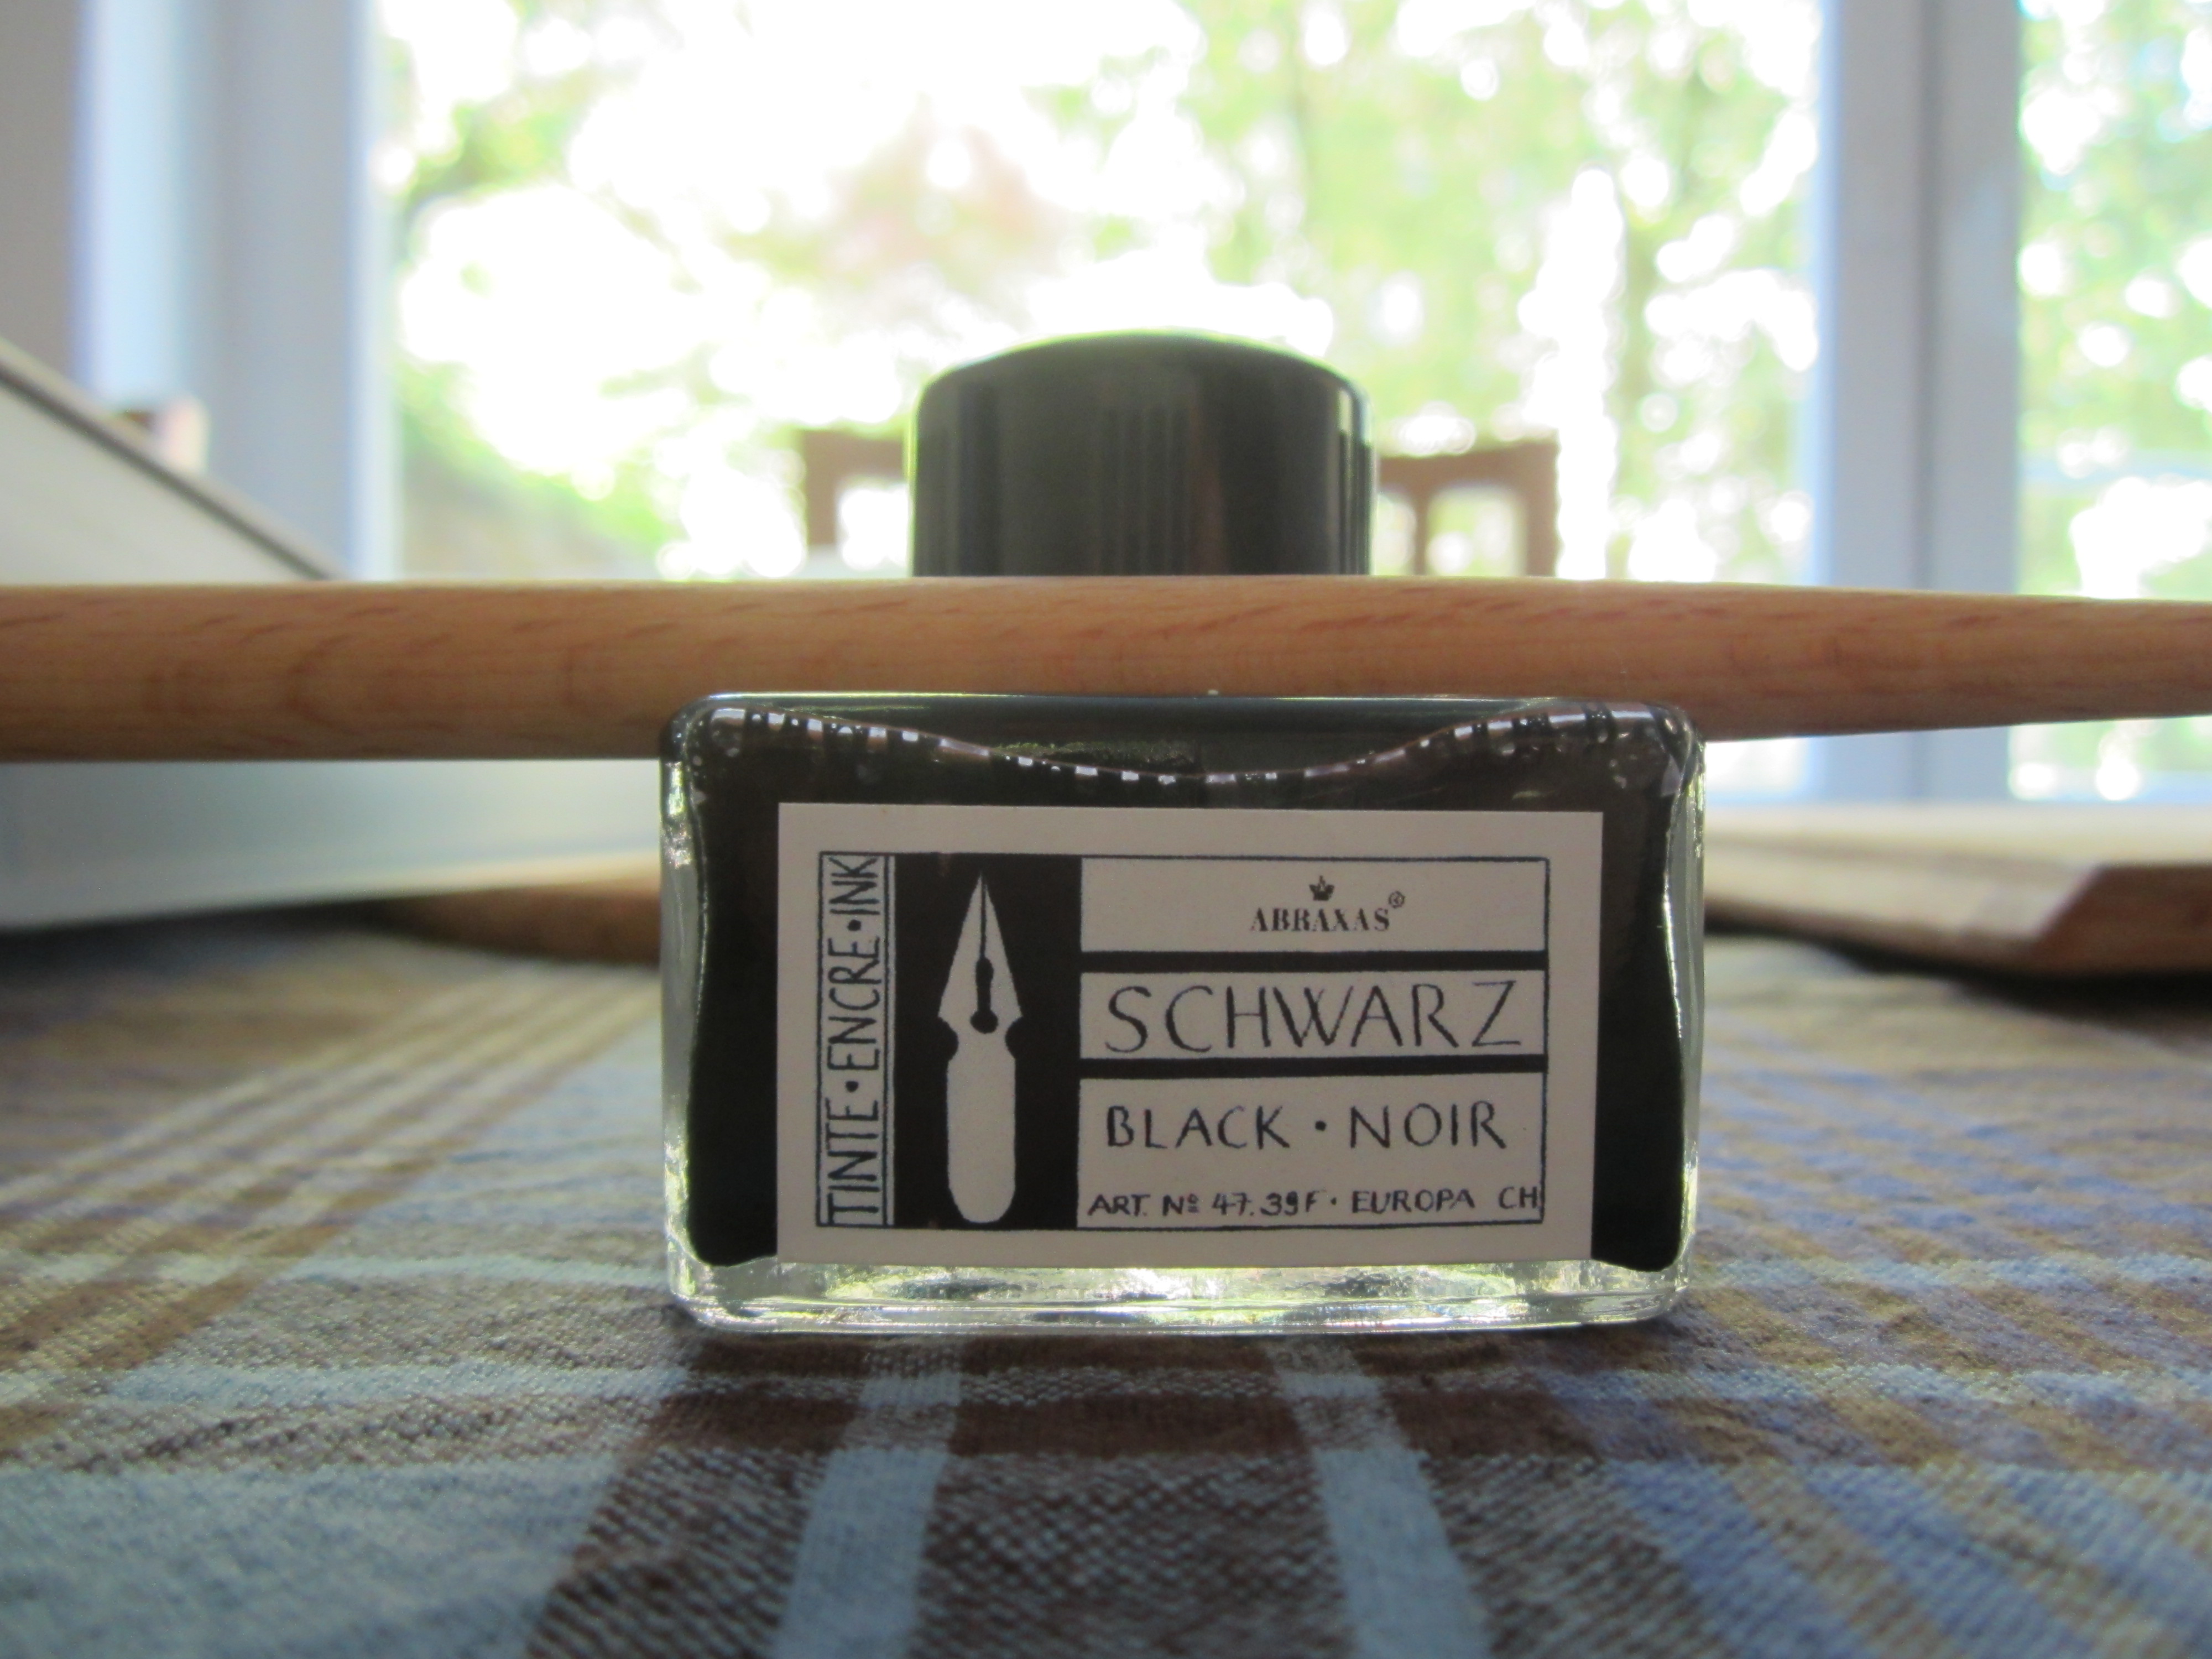 TINTE·ENCRE·INK
ABRAXAS®
SCHWARZ
BLACK · NOIR
ART. Nº 47.39F · EUROPA CH